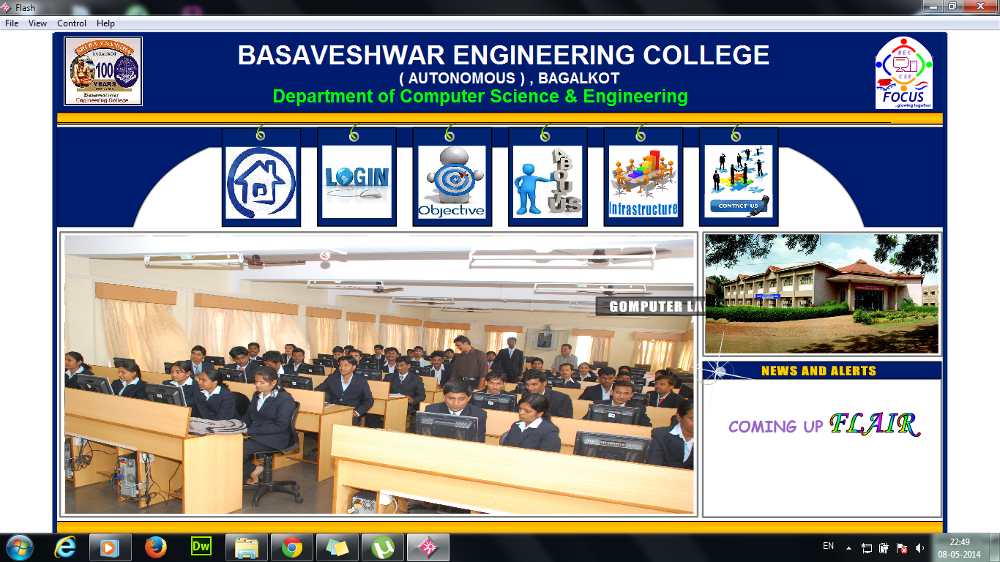 Flash
File View Control Help
SRI B.V.V.SANGHA
BAGALKOT
100
YEARS
Basaveshwar
Engineering College
BASAVESHWAR ENGINEERING COLLEGE
( AUTONOMOUS ) , BAGALKOT
Department of Computer Science & Engineering
BEC
CSE
FOCUS
..growing together
LOGIN
Objective
ABOUT US
Infrastructure
CONTACT US
COMPUTER LA
NEWS AND ALERTS
COMING UP FLAIR
Dw
EN
22:49
08-05-2014